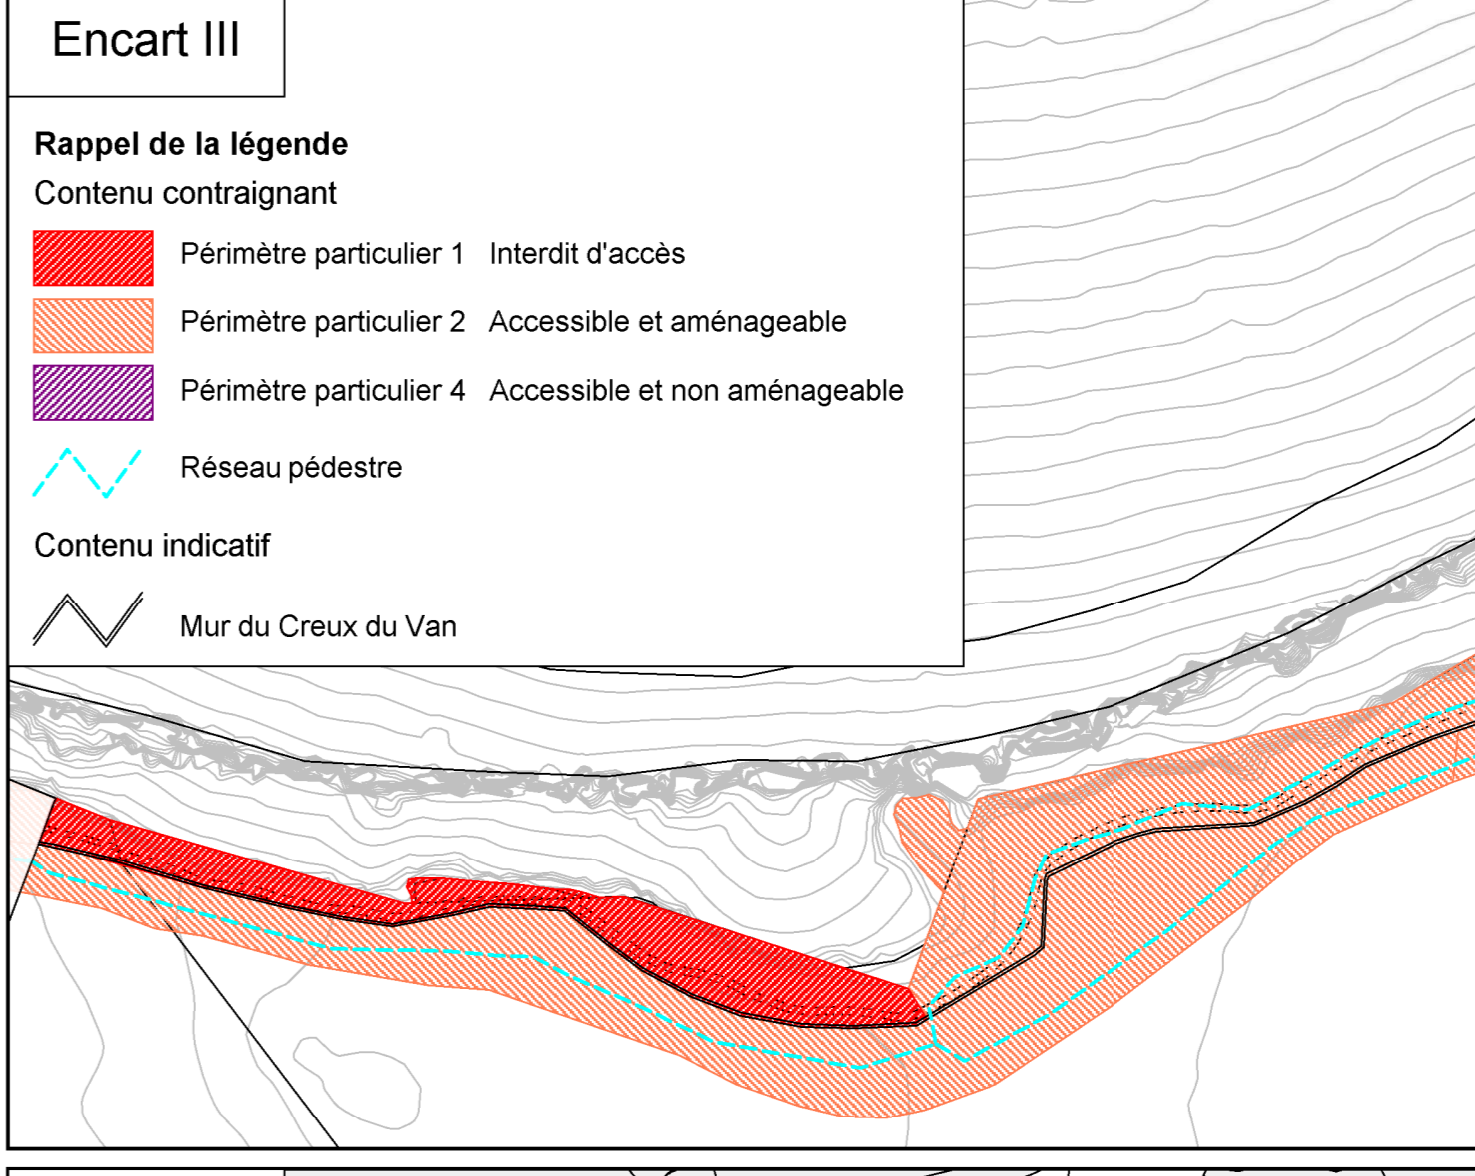 Encart III
Rappel de la légende
Contenu contraignant
Périmètre particulier 1 Interdit d'accès
Périmètre particulier 2 Accessible et aménageable
Périmètre particulier 4 Accessible et non aménageable
Réseau pédestre
Contenu indicatif
Mur du Creux du Van